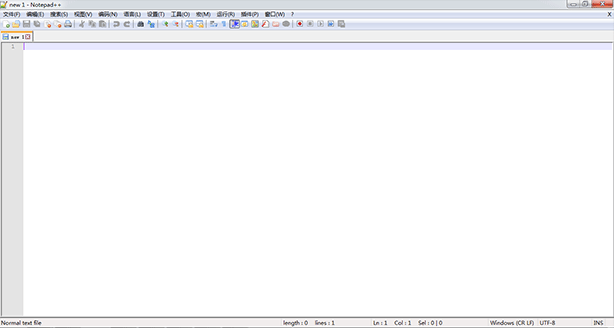 new 1 - Notepad++
文件(F) 编辑(E) 搜索(S) 视图(V) 编码(N) 语言(L) 设置(T) 工具(O) 宏(M) 运行(R) 插件(P) 窗口(W) ? X
new 1
1
Normal text file length : 0 lines : 1 Ln : 1 Col : 1 Sel : 0 | 0 Windows (CR LF) UTF-8 INS